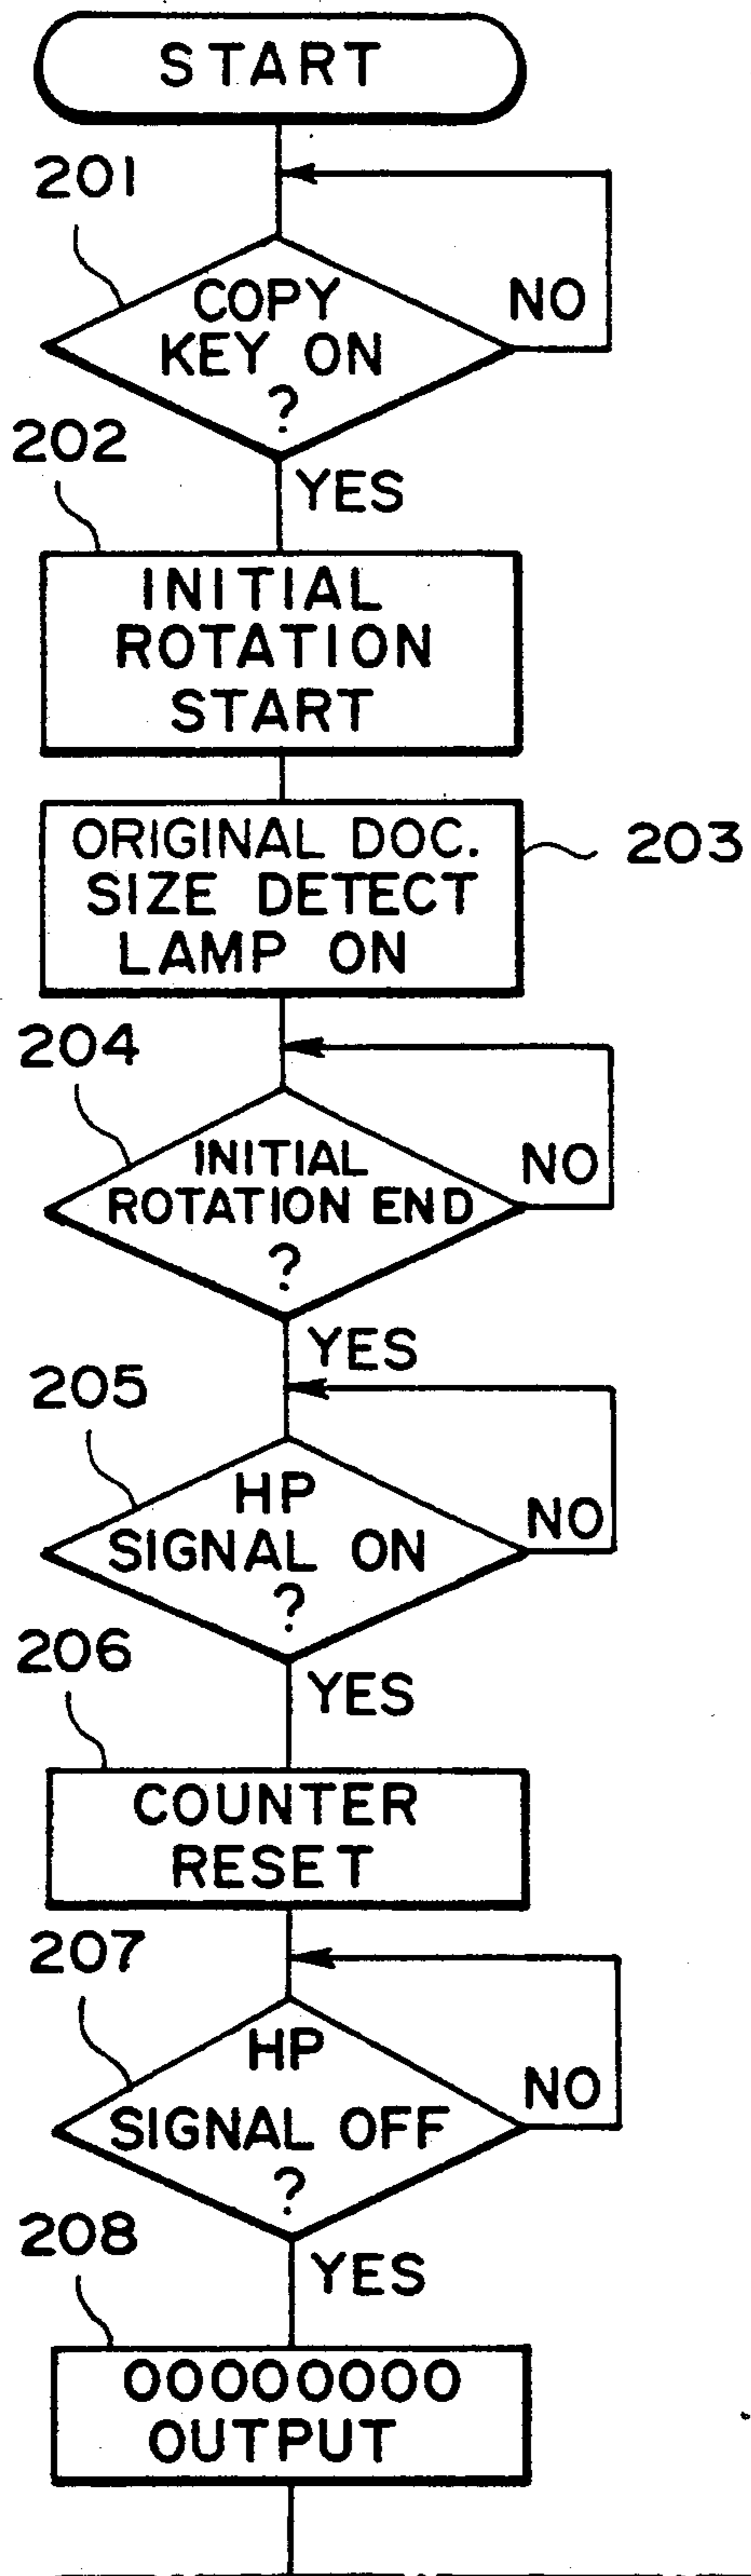 START
201
COPY
KEY ON
?
NO
202
YES
INITIAL
ROTATION
START
ORIGINAL DOC.
SIZE DETECT
LAMP ON
203
204
INITIAL
ROTATION END
?
NO
YES
205
HP
SIGNAL ON
?
NO
206
YES
COUNTER
RESET
207
HP
SIGNAL OFF
?
NO
208
YES
00000000
OUTPUT